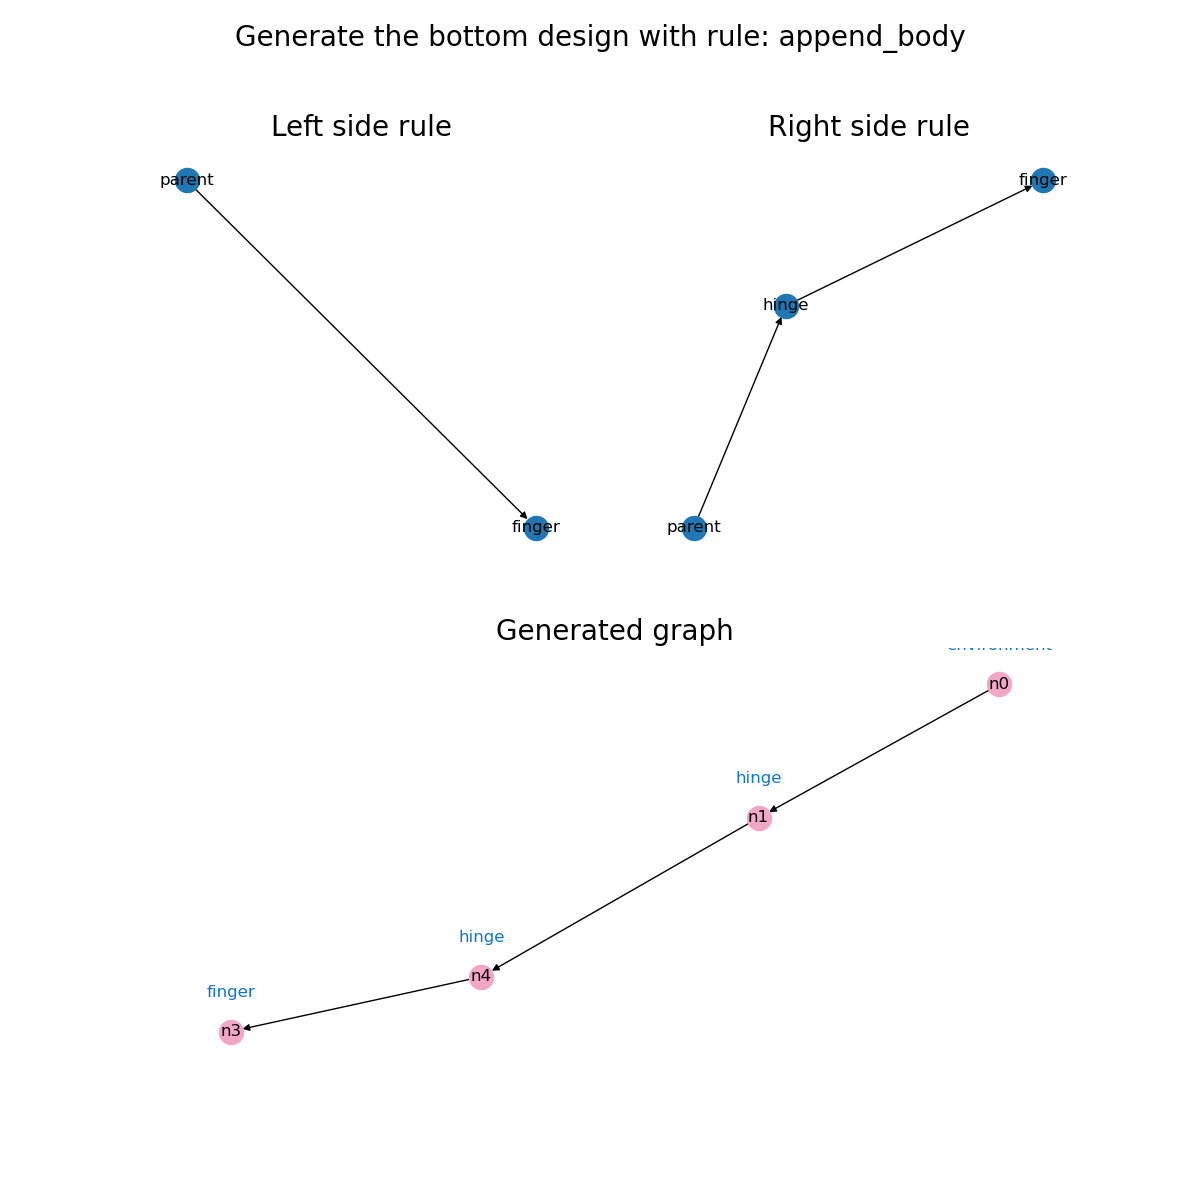 Generate the bottom design with rule: append_body
Left side rule
Right side rule
parent
finger
hinge
finger
parent
Generated graph
environment
n0
hinge
n1
hinge
n4
finger
n3